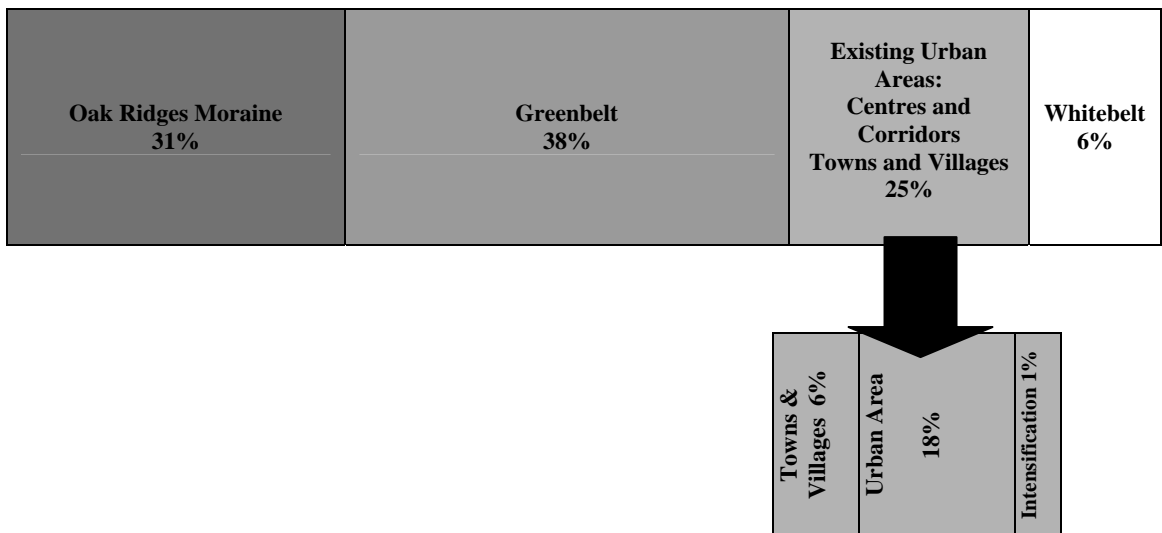 Oak Ridges Moraine
31%
Greenbelt
38%
Existing Urban
Areas:
Centres and
Corridors
Towns and Villages
25%
Whitebelt
6%
Towns &
Villages 6%
Urban Area
18%
Intensification 1%